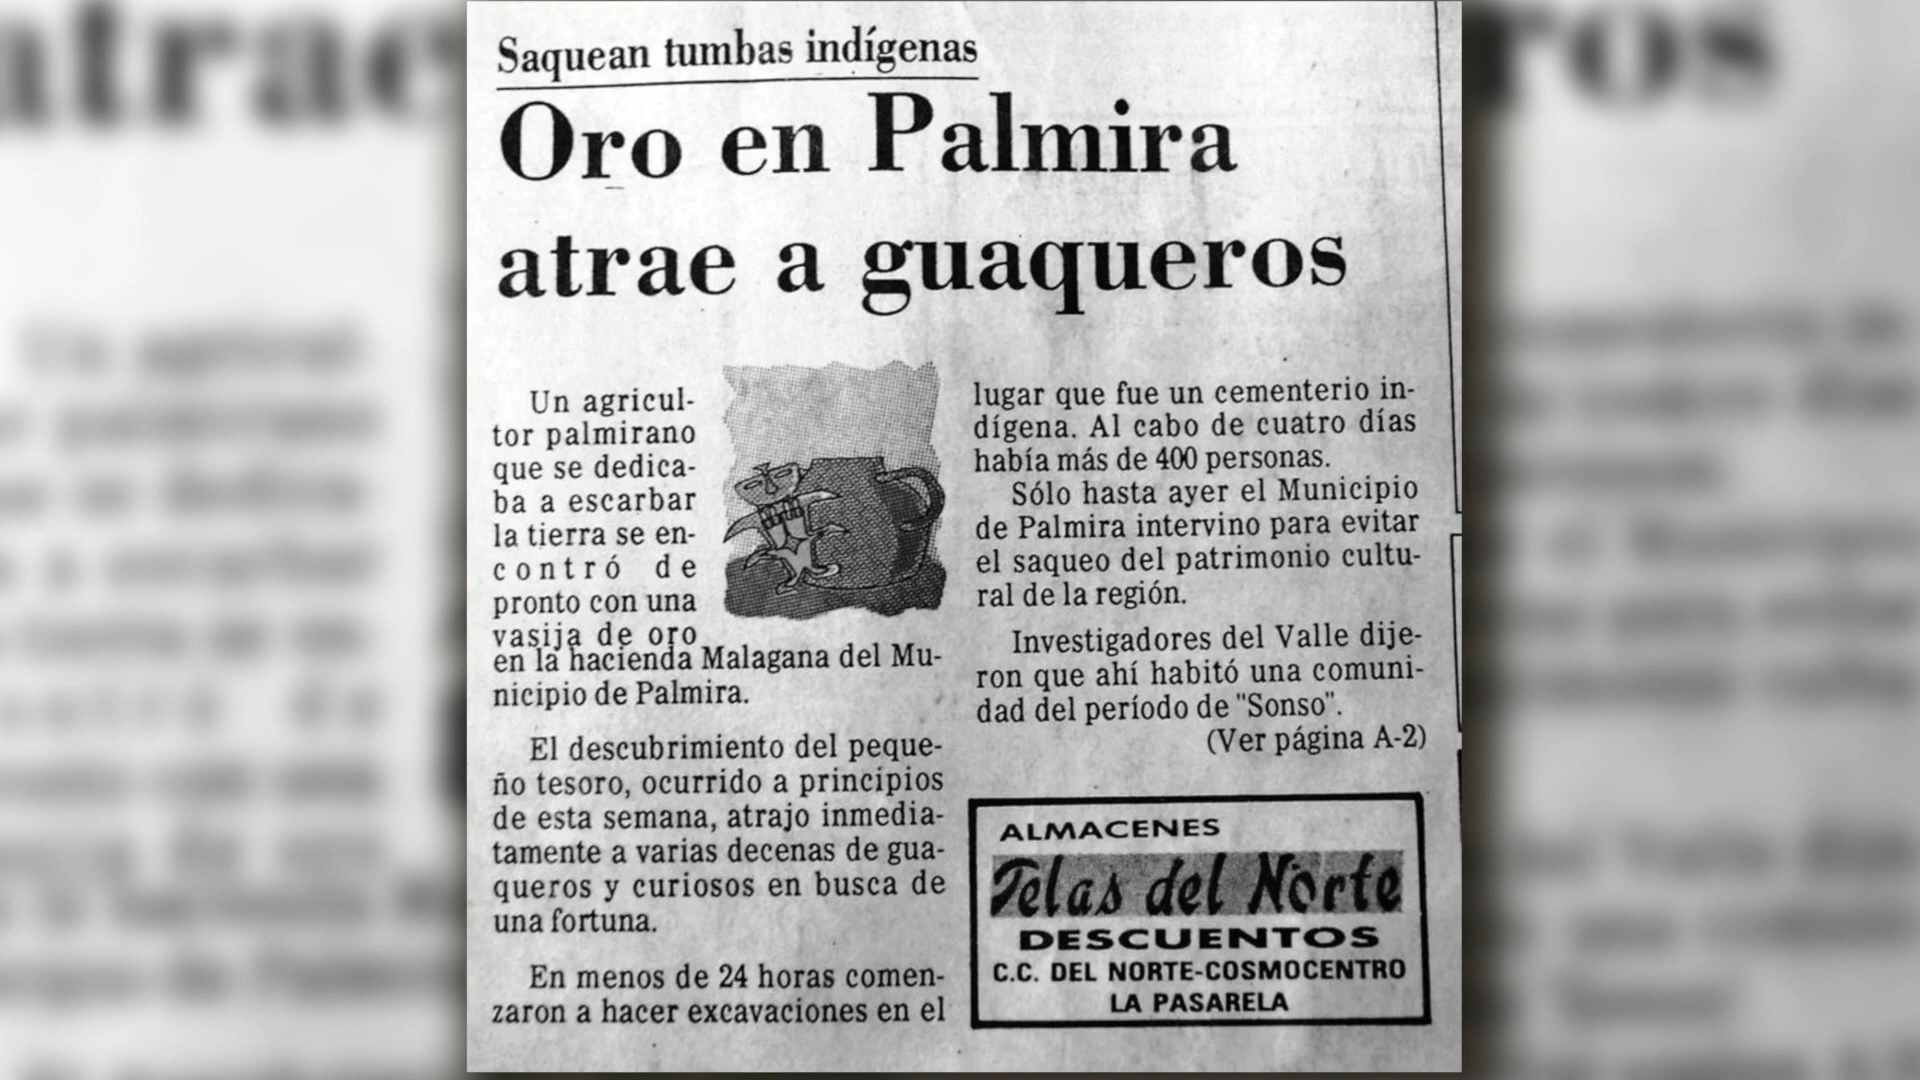 Saquean tumbas indígenas
Oro en Palmira
atrae a guaqueros
Un agricul-
tor palmirano
que se dedica-
ba a escarbar
la tierra se en-
contró de
pronto con una
vasija de oro
en la hacienda Malagana del Mu-
nicipio de Palmira.
El descubrimiento del peque-
ño tesoro, ocurrido a principios
de esta semana, atrajo inmedia-
tamente a varias decenas de gua-
queros y curiosos en busca de
una fortuna.
En menos de 24 horas comen-
zaron a hacer excavaciones en el
lugar que fue un cementerio in-
dígena. Al cabo de cuatro días
había más de 400 personas.
Sólo hasta ayer el Municipio
de Palmira intervino para evitar
el saqueo del patrimonio cultu-
ral de la región.
Investigadores del Valle dije-
ron que ahí habitó una comuni-
dad del período de "Sonso".
(Ver página A-2)
ALMACENES
Telas del Norte
DESCUENTOS
C.C. DEL NORTE-COSMOCENTRO
LA PASARELA